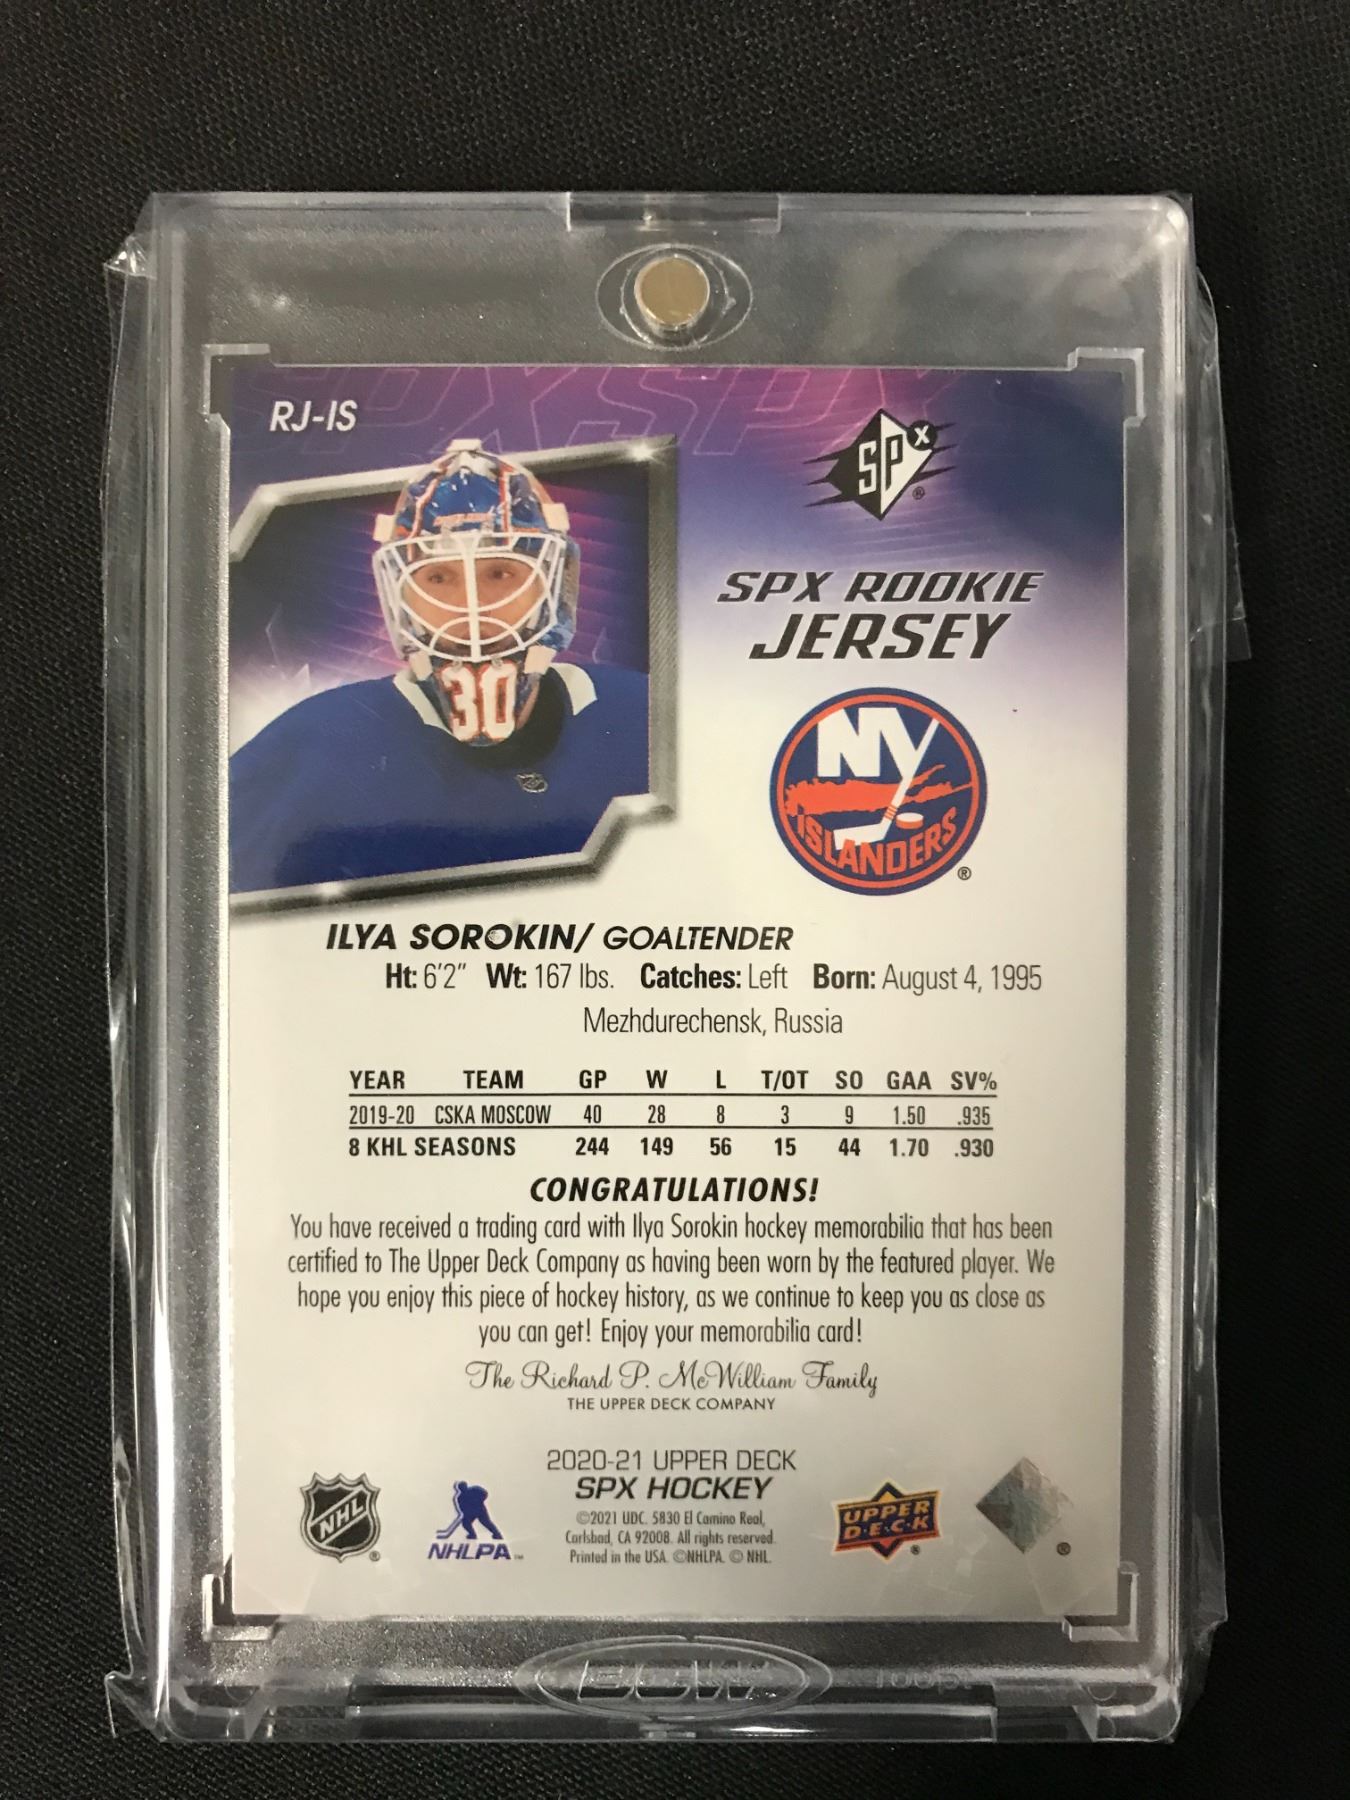 RJ-IS
SPX
30
SPX ROOKIE
JERSEY
NY
ISLANDERS
®
ILYA SOROKIN/ GOALTENDER
Ht: 6'2" Wt: 167 lbs. Catches: Left Born: August 4, 1995
Mezhdurechensk, Russia
YEAR TEAM GP W L T/OT SO GAA SV%
2019-20 CSKA MOSCOW 40 28 8 3 9 1.50 .935
8 KHL SEASONS 244 149 56 15 44 1.70 .930
CONGRATULATIONS!
You have received a trading card with Ilya Sorokin hockey memorabilia that has been
certified to The Upper Deck Company as having been worn by the featured player. We
hope you enjoy this piece of hockey history, as we continue to keep you as close as
you can get! Enjoy your memorabilia card!
The Richard P. McWilliam Family
THE UPPER DECK COMPANY
2020-21 UPPER DECK
SPX HOCKEY
©2021 UDC. 5830 El Camino Real,
Carlsbad, CA 92008. All rights reserved.
Printed in the USA. ©NHLPA. © NHL.
NHL ®
NHLPA™
UPPER
D•E•C•K ®
®
100pt